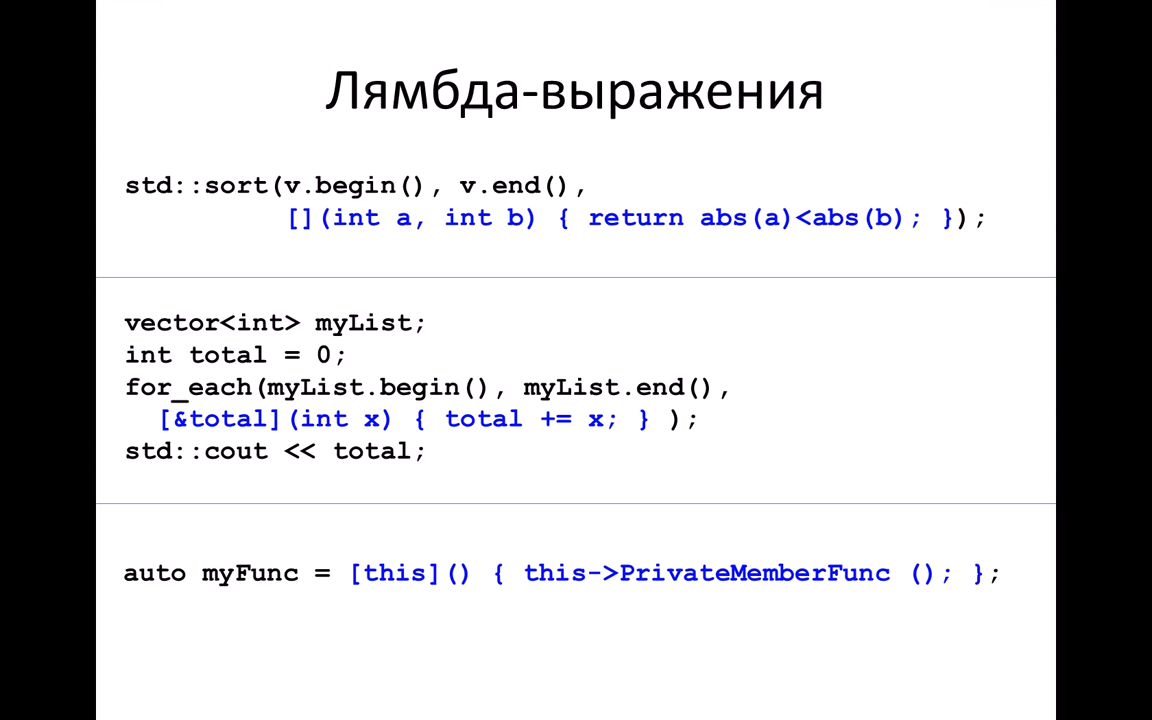 Лямбда-выражения
std::sort(v.begin(), v.end(),
[](int a, int b) { return abs(a)<abs(b); });
vector<int> myList;
int total = 0;
for_each(myList.begin(), myList.end(),
[&total](int x) { total += x; } );
std::cout << total;
auto myFunc = [this]() { this->PrivateMemberFunc (); };